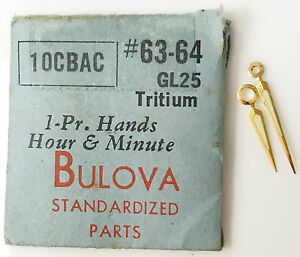 10CBAC #63-64
GL25
Tritium
1-Pr. Hands
Hour & Minute
BULOVA
STANDARDIZED
PARTS